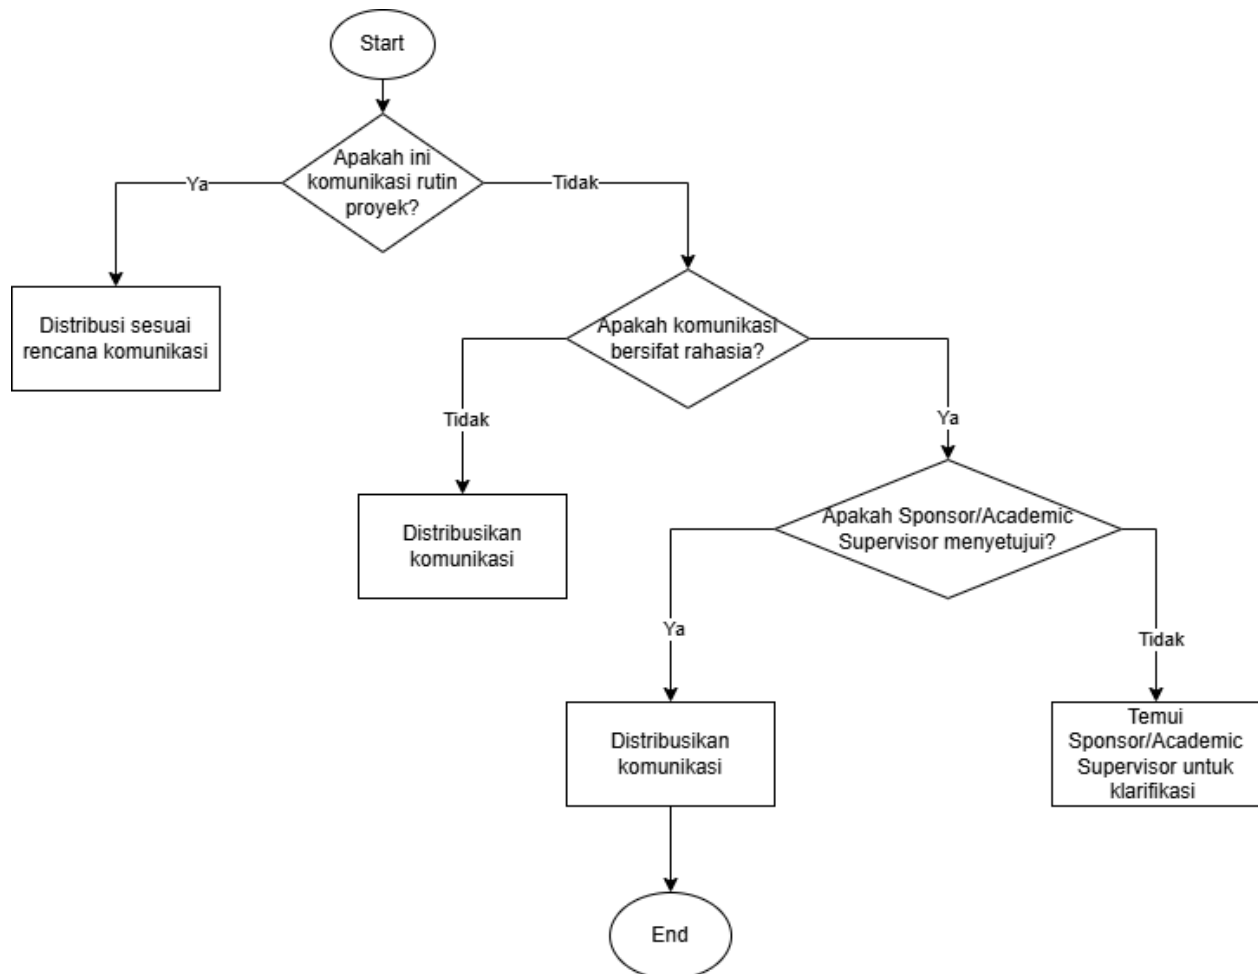 Start
Apakah ini
komunikasi rutin
proyek?
Ya
Tidak
Distribusi sesuai
rencana komunikasi
Apakah komunikasi
bersifat rahasia?
Tidak
Ya
Distribusikan
komunikasi
Apakah Sponsor/Academic
Supervisor menyetujui?
Ya
Tidak
Distribusikan
komunikasi
Temui
Sponsor/Academic
Supervisor untuk
klarifikasi
End